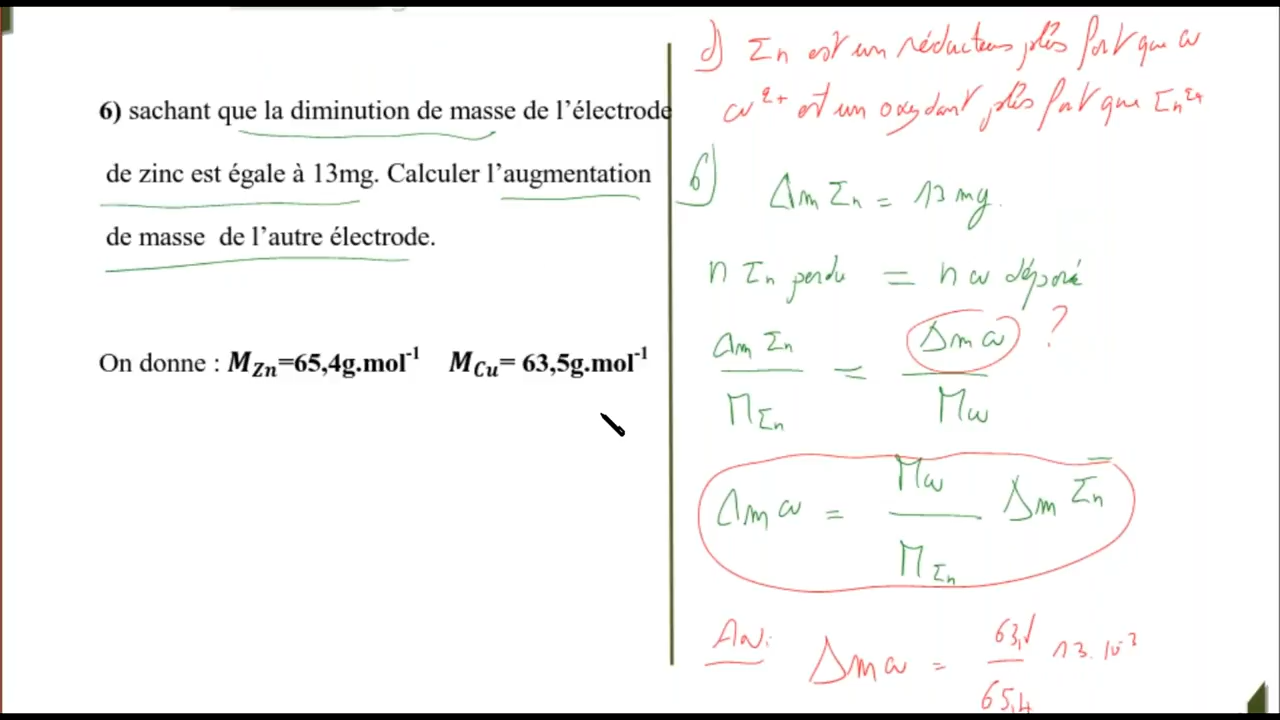 6) sachant que la diminution de masse de l'électrode
de zinc est égale à 13mg. Calculer l'augmentation
de masse de l'autre électrode.
On donne : M_Zn=65,4g.mol⁻¹ M_Cu= 63,5g.mol⁻¹
d) Zn est un réducteur plus fort que Cu
Cu²⁺ est un oxydant plus fort que Zn²⁺
6) Δm Zn = 13 mg.
n Zn perdu = n Cu déposé
Δm Zn / M Zn = Δm Cu / M Cu ?
Δm Cu = M Cu / M Zn Δm Zn
AN: Δm Cu = 63,5 / 65,4 13.10⁻³